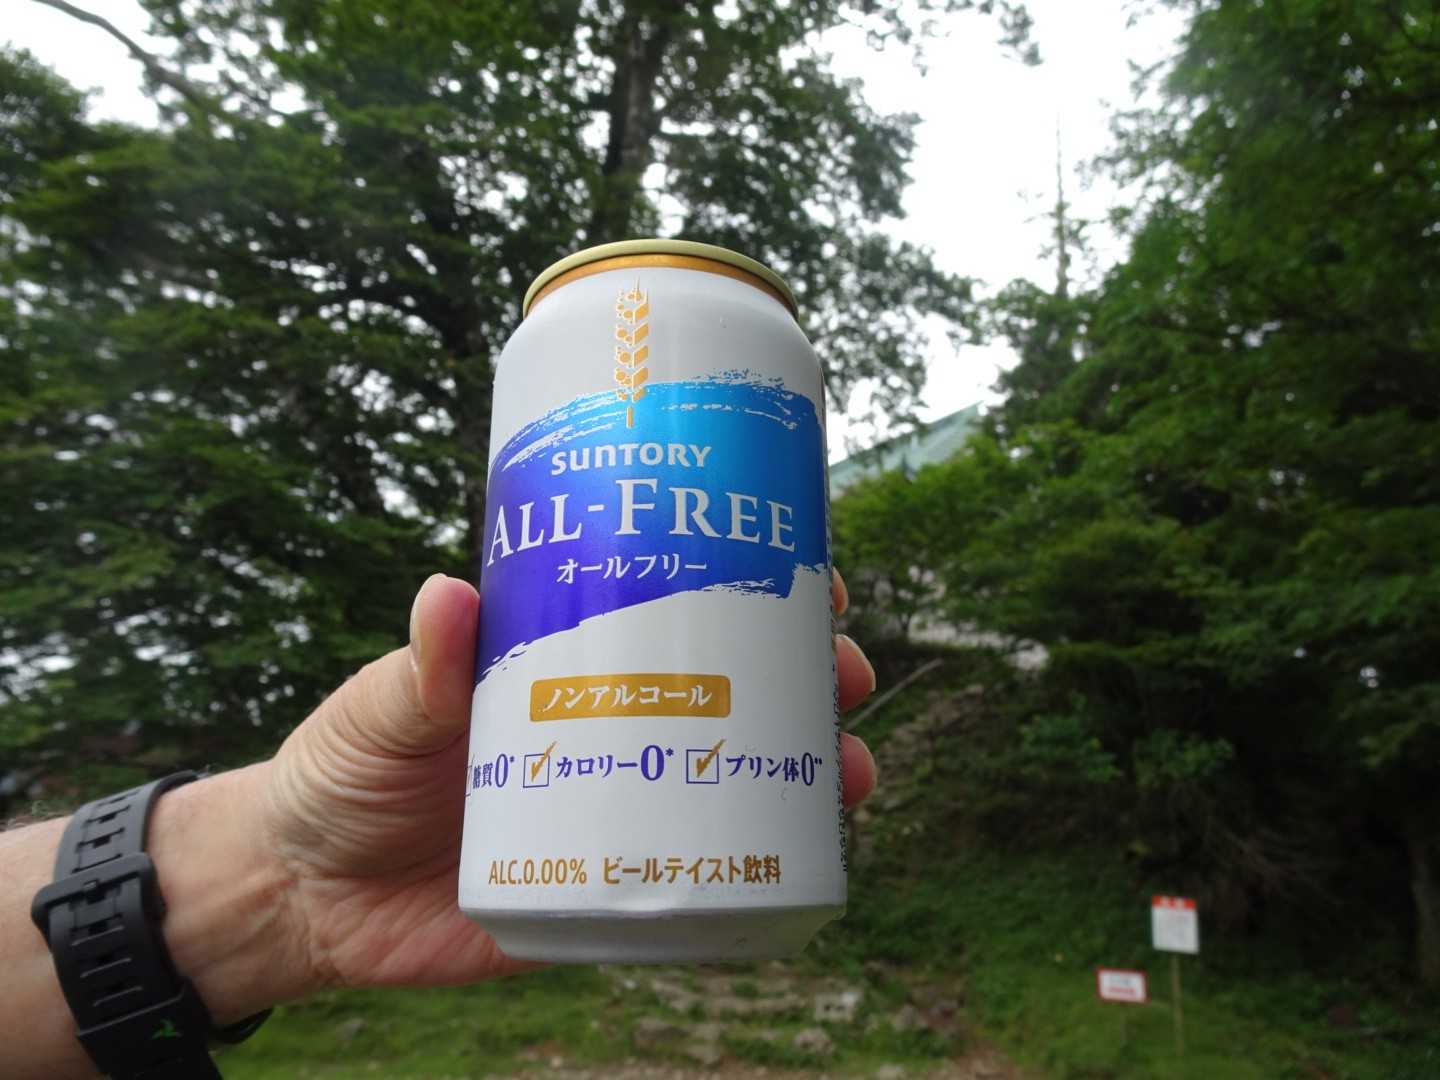 SUNTORY
ALL-FREE
オールフリー
ノンアルコール
糖質0* カロリー0* プリン体0**
ALC.0.00% ビールテイスト飲料